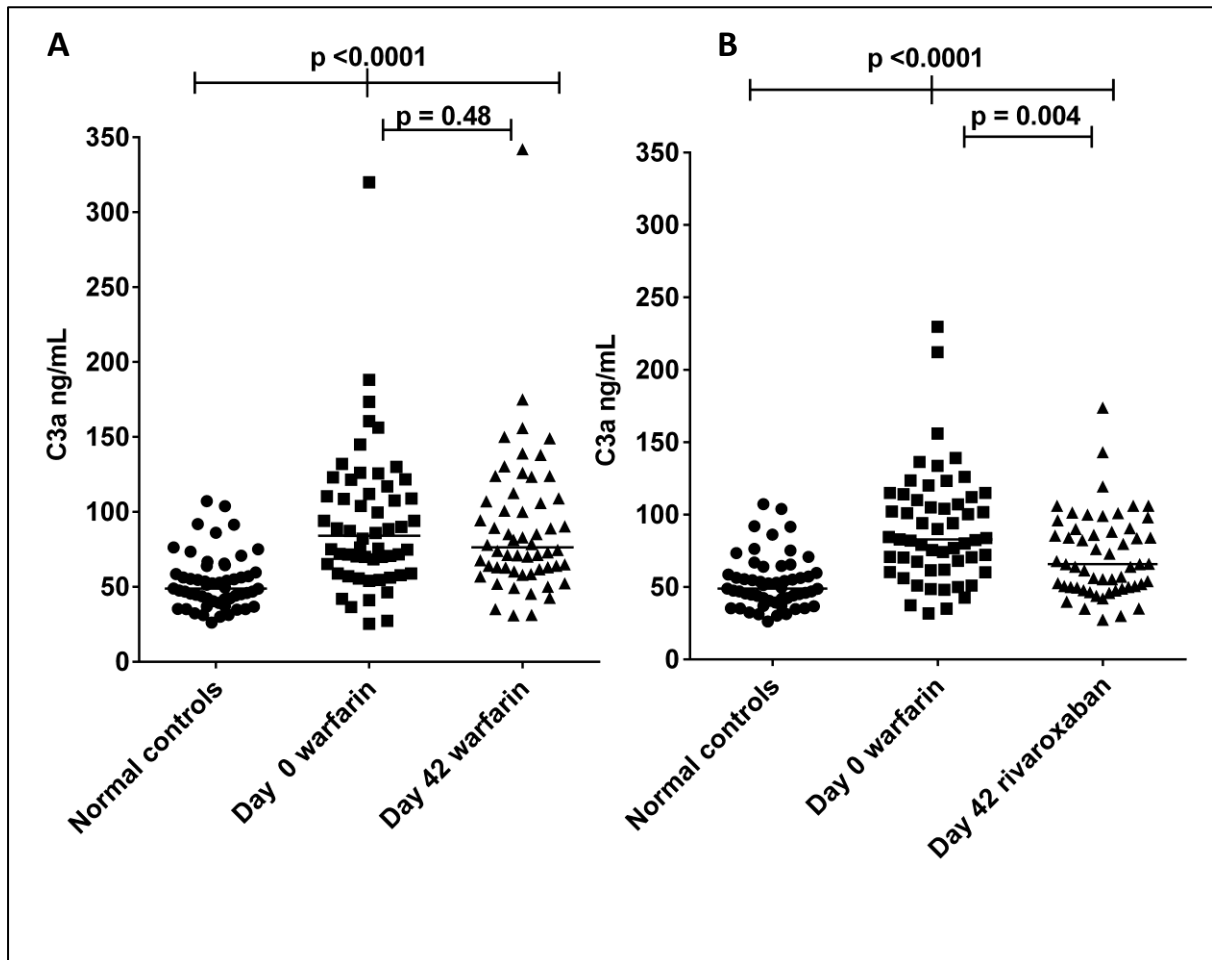 A
p <0.0001
p = 0.48
350
300
250
200
150
100
50
0
C3a ng/mL
Normal controls
Day 0 warfarin
Day 42 warfarin
B
p <0.0001
p = 0.004
350
300
250
200
150
100
50
0
C3a ng/mL
Normal controls
Day 0 warfarin
Day 42 rivaroxaban